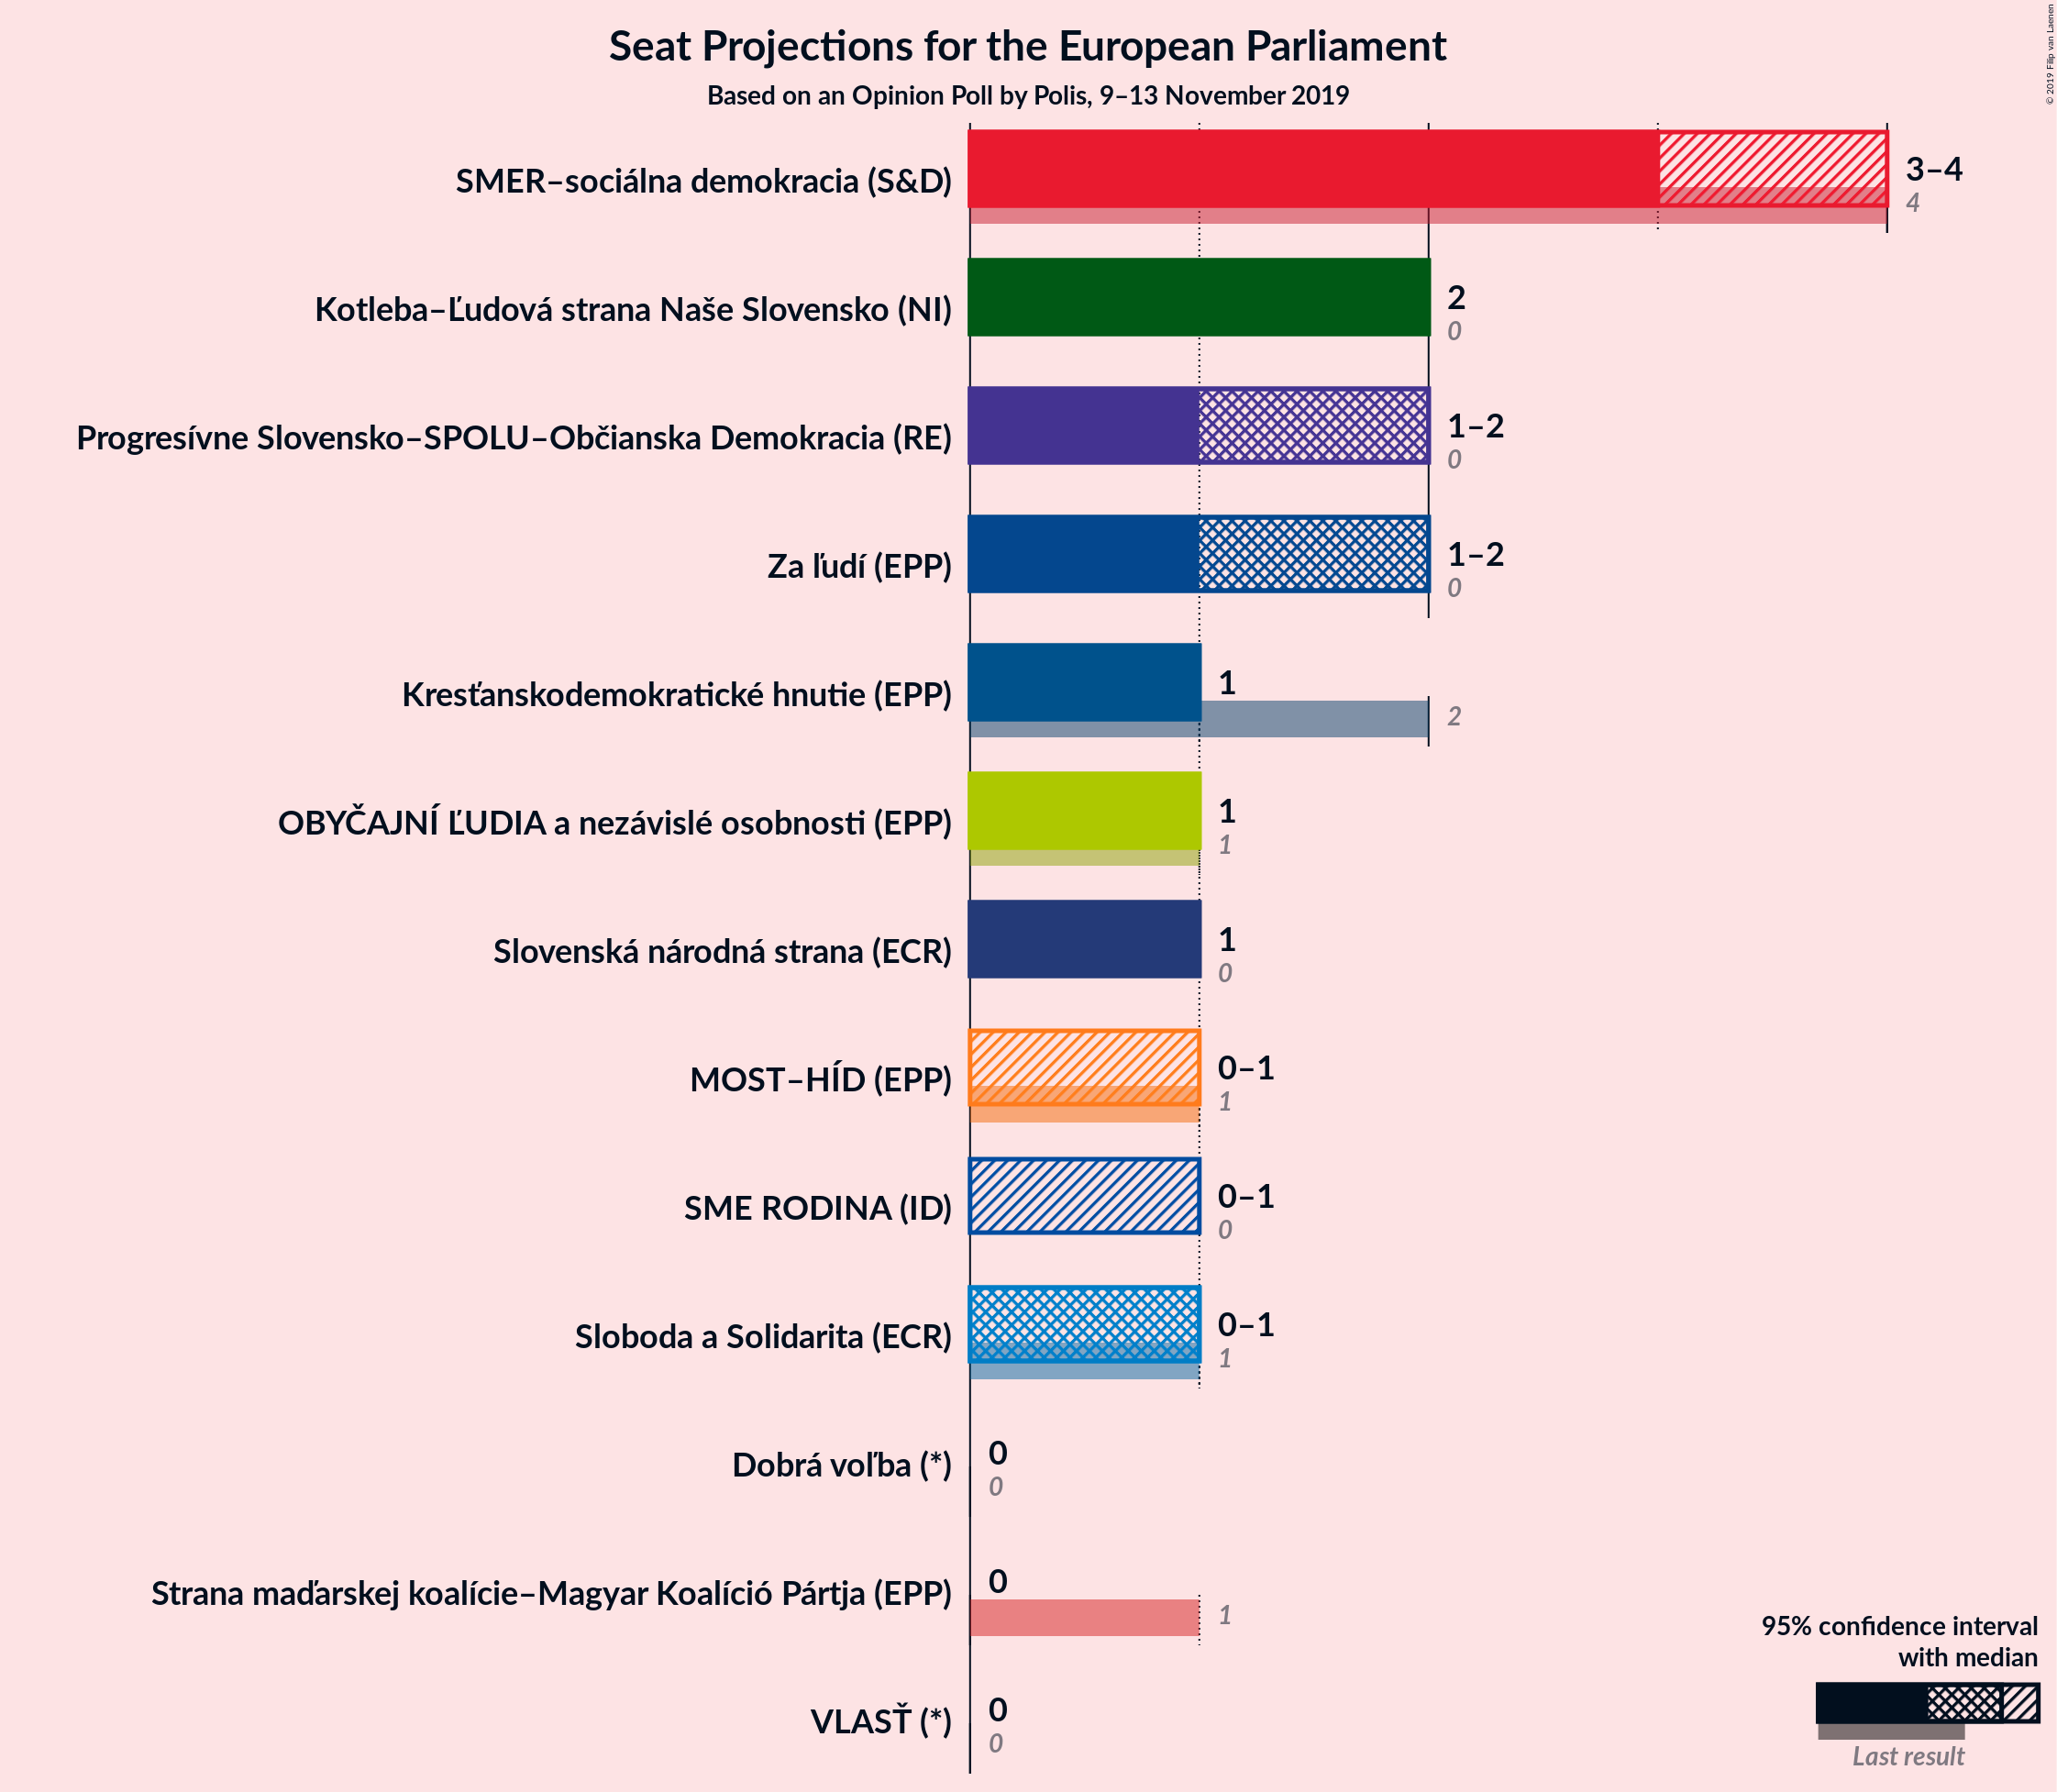 Seat Projections for the European Parliament
Based on an Opinion Poll by Polis, 9–13 November 2019
© 2019 Filip van Laenen
SMER–sociálna demokracia (S&D)
3–4
4
Kotleba–Ľudová strana Naše Slovensko (NI)
2
0
Progresívne Slovensko–SPOLU–Občianska Demokracia (RE)
1–2
0
Za ľudí (EPP)
1–2
0
Kresťanskodemokratické hnutie (EPP)
1
2
OBYČAJNÍ ĽUDIA a nezávislé osobnosti (EPP)
1
1
Slovenská národná strana (ECR)
1
0
MOST–HÍD (EPP)
0–1
1
SME RODINA (ID)
0–1
0
Sloboda a Solidarita (ECR)
0–1
1
Dobrá voľba (*)
0
0
Strana maďarskej koalície–Magyar Koalíció Pártja (EPP)
0
1
VLASŤ (*)
0
0
95% confidence interval
with median
Last result